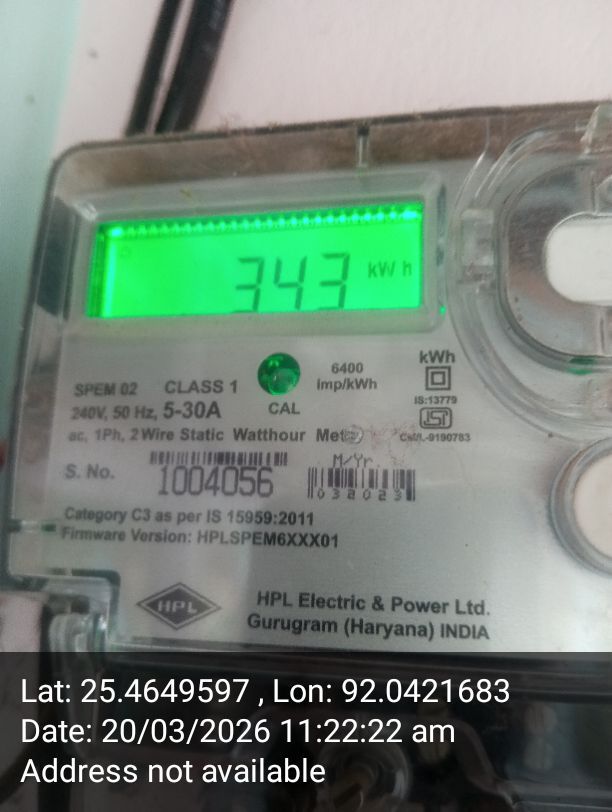 343 kWh
6400
imp/kWh
kWh
SPEM 02 CLASS 1
IS:13779
240V, 50 Hz, 5-30A
CAL
ac, 1Ph, 2 Wire Static Watthour Meter
CM/L-9190783
M/Yr.
S. No. 1004056
032023
Category C3 as per IS 15959:2011
Firmware Version: HPLSPEM6XXX01
HPL
HPL Electric & Power Ltd.
Gurugram (Haryana) INDIA
Lat: 25.4649597 , Lon: 92.0421683
Date: 20/03/2026 11:22:22 am
Address not available